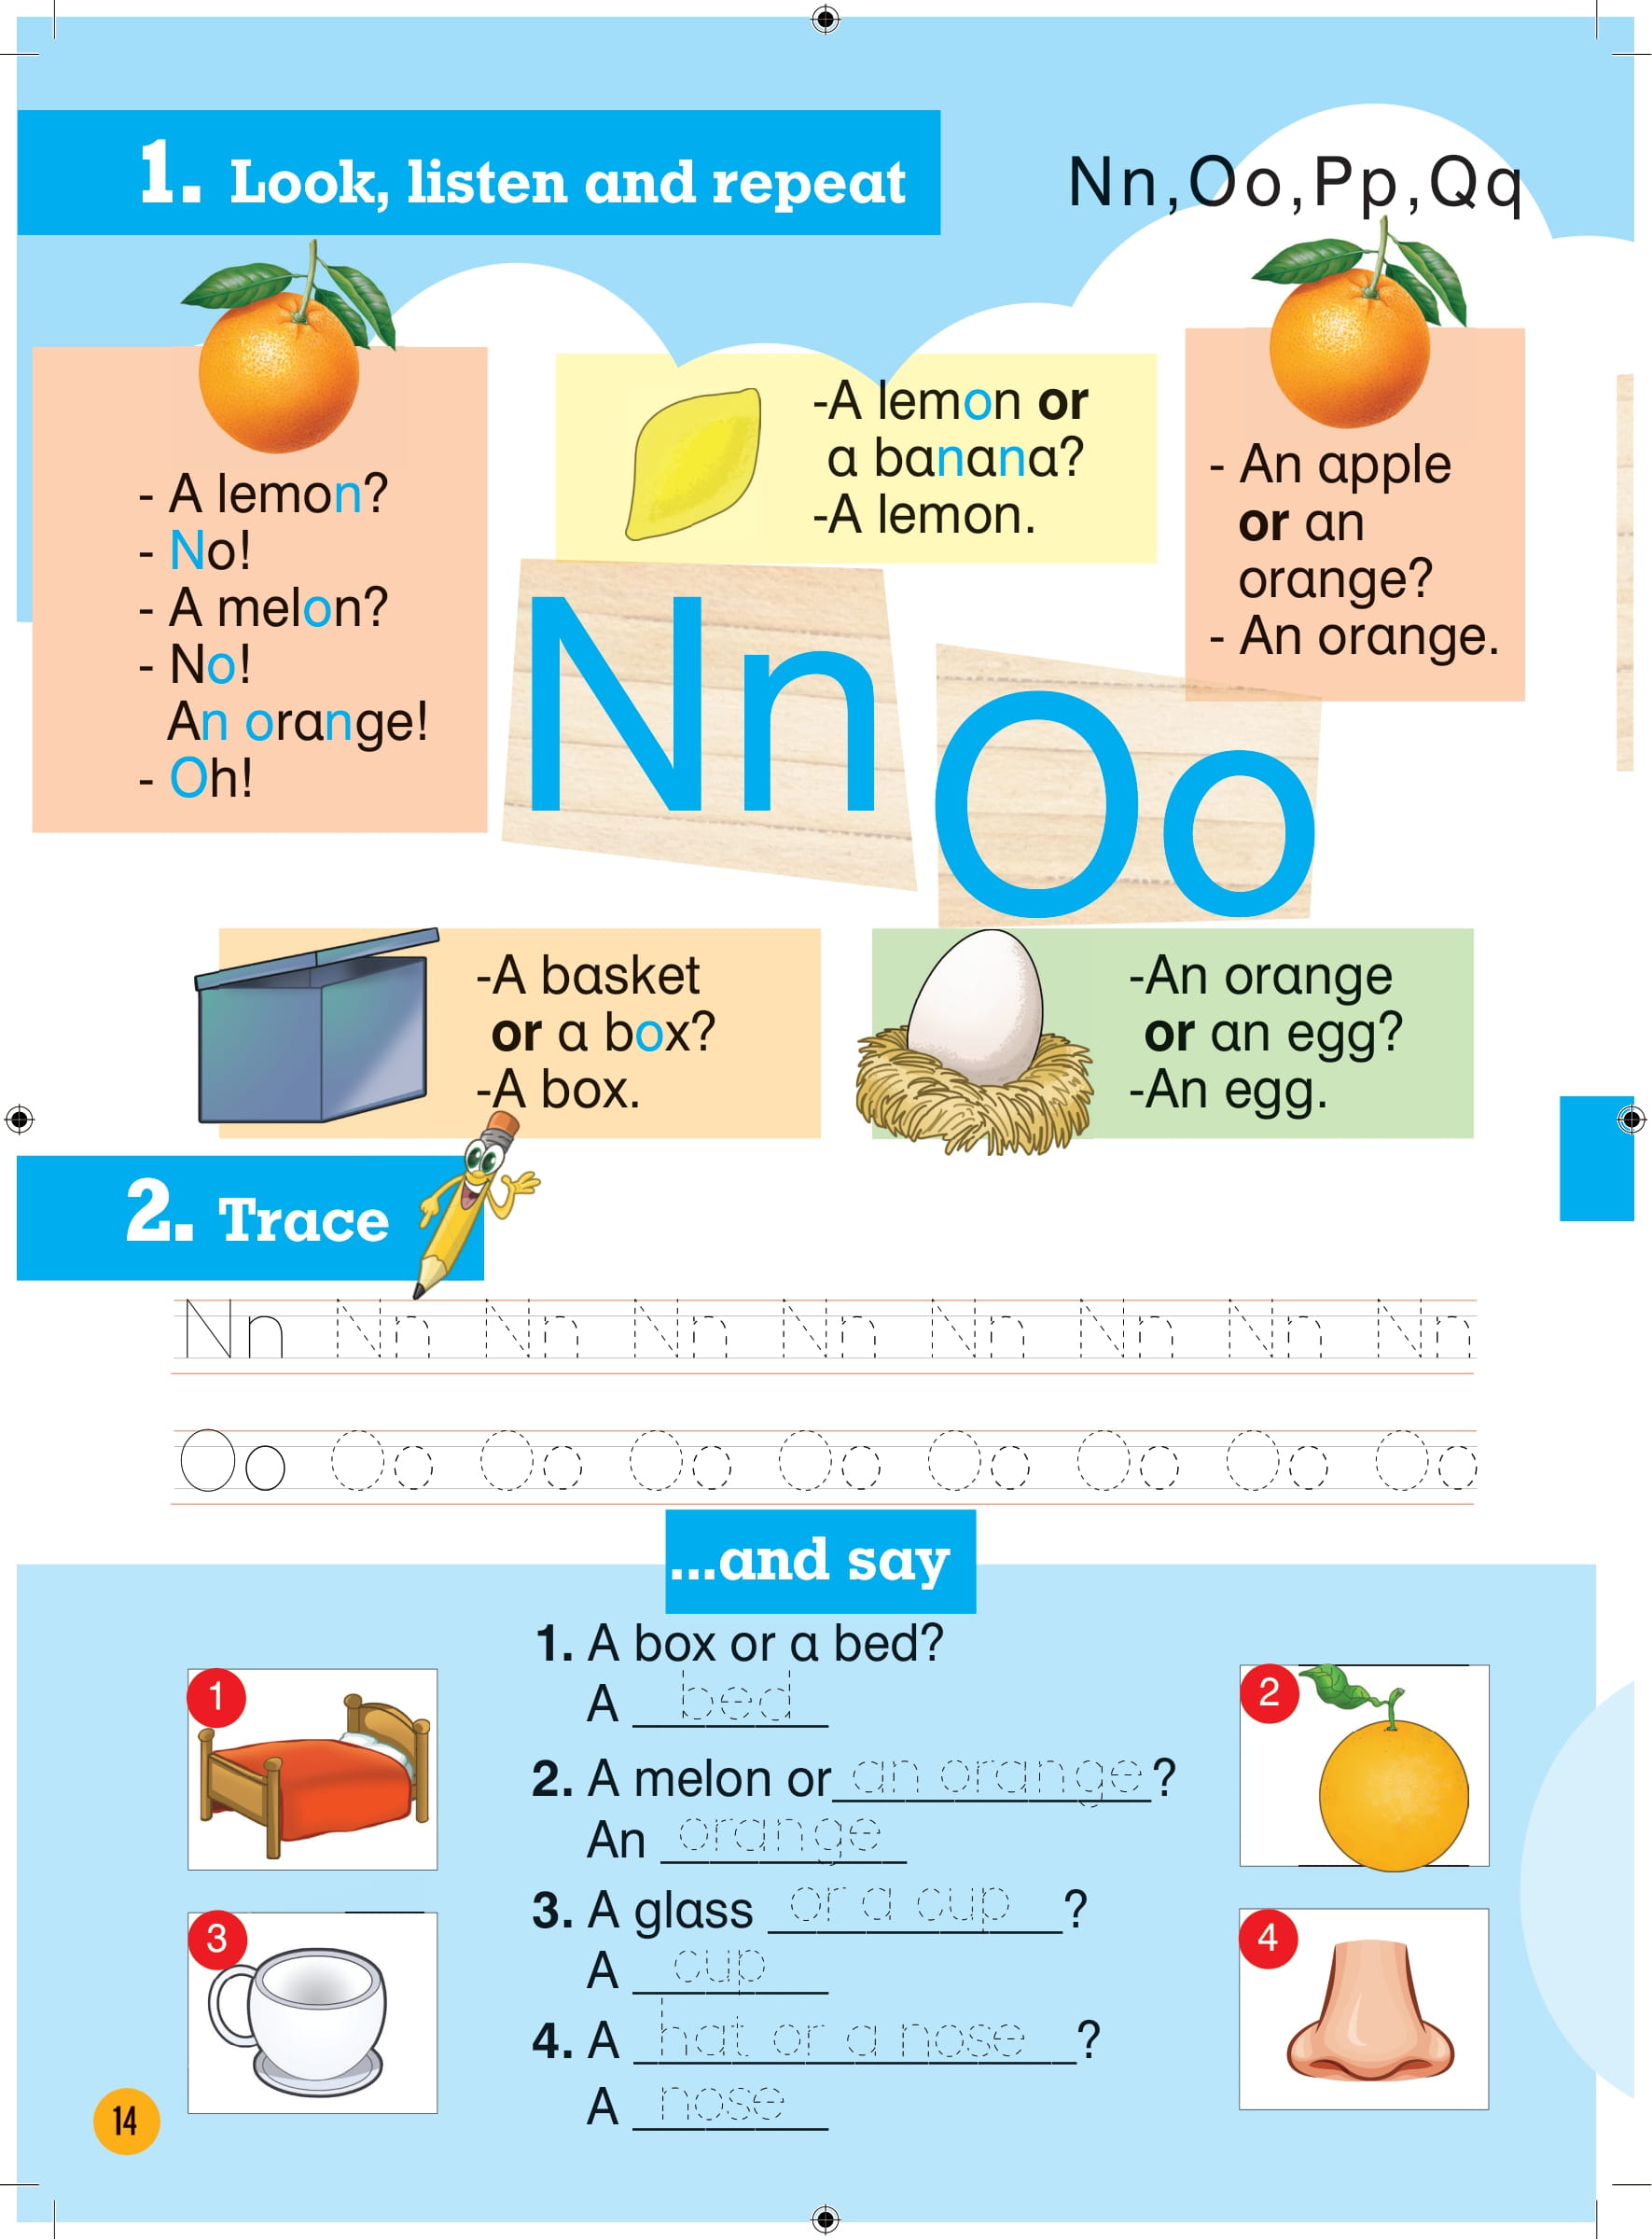 1. Look, listen and repeat
Nn,Oo,Pp,Qq
- A lemon?
- No!
- A melon?
- No!
An orange!
- Oh!
-A lemon or
a banana?
-A lemon.
- An apple
or an
orange?
- An orange.
Nn
Oo
-A basket
or a box?
-A box.
-An orange
or an egg?
-An egg.
2. Trace
Nn Nn Nn Nn Nn Nn Nn Nn Nn
Oo Oo Oo Oo Oo Oo Oo Oo Oo
...and say
1
2
3
4
1. A box or a bed?
A bed
2. A melon or an orange?
An orange
3. A glass or a cup?
A cup
4. A hat or a nose?
A nose
14